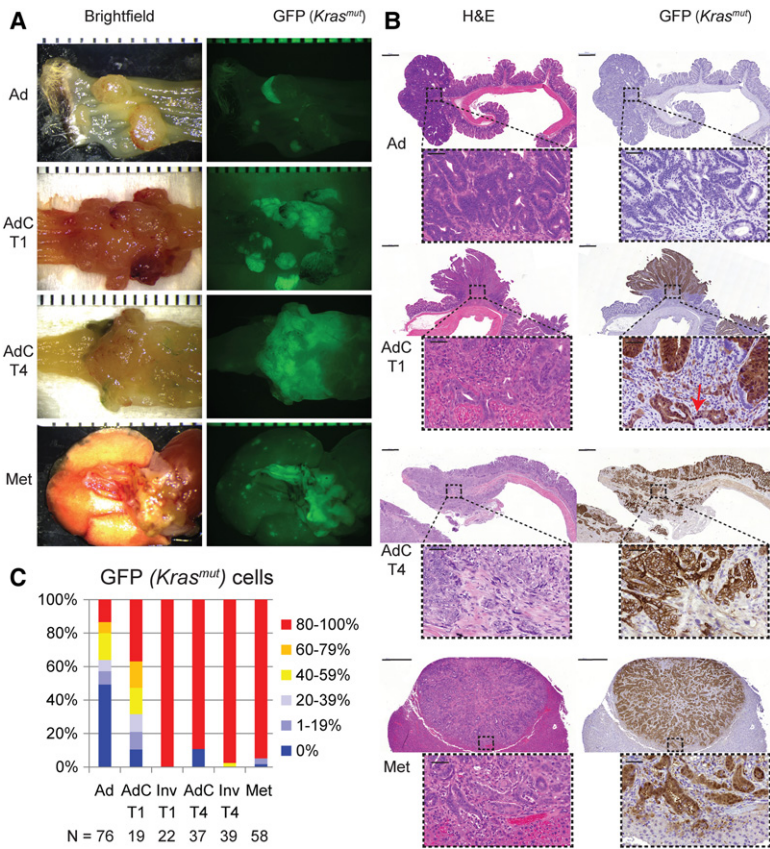 A
Brightfield
GFP (Kras^mut)
Ad
AdC
T1
AdC
T4
Met
B
H&E
GFP (Kras^mut)
Ad
AdC
T1
AdC
T4
Met
C
GFP (Kras^mut) cells
100%
80%
60%
40%
20%
0%
80-100%
60-79%
40-59%
20-39%
1-19%
0%
Ad AdC Inv AdC Inv Met
T1 T1 T4 T4
N = 76 19 22 37 39 58